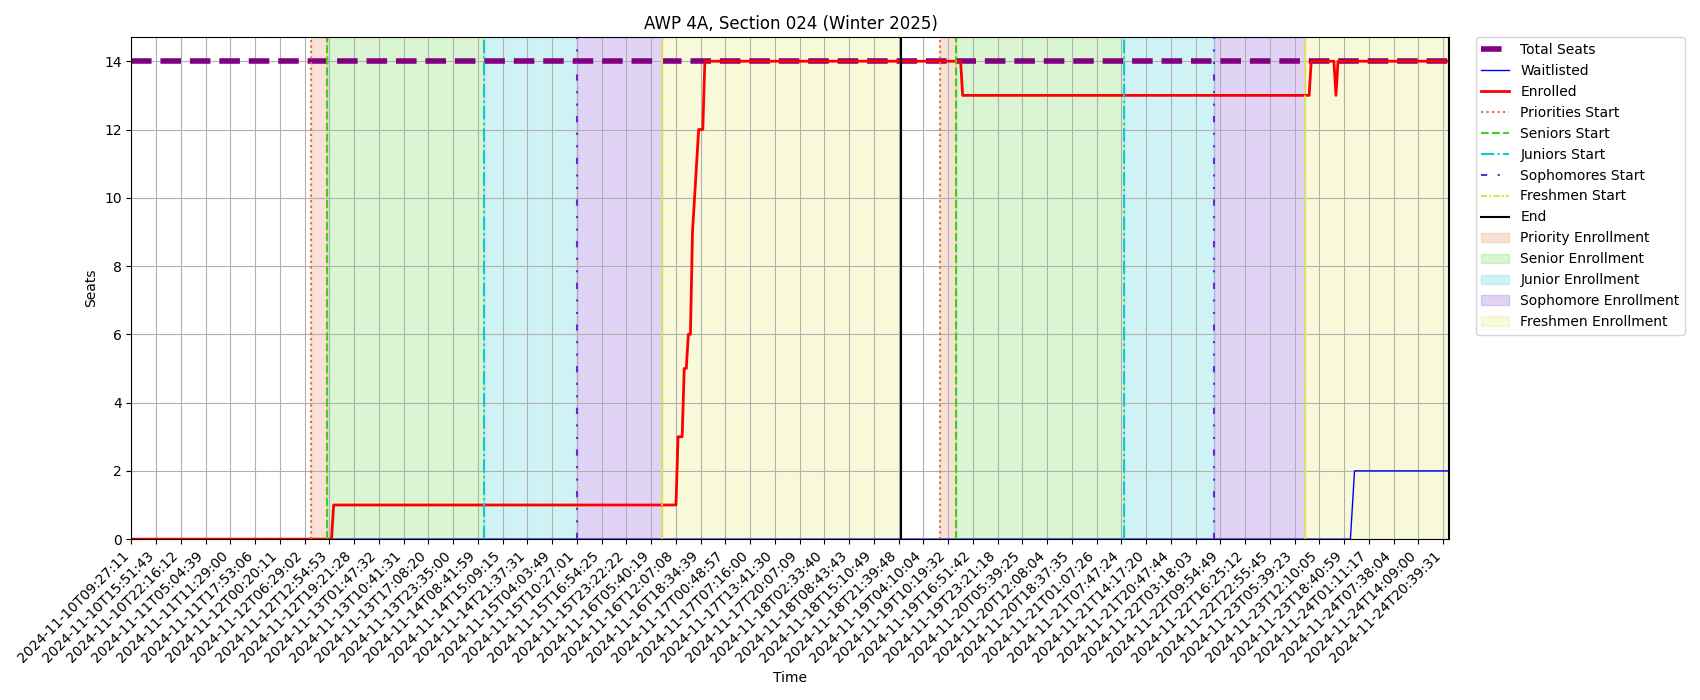 AWP 4A, Section 024 (Winter 2025)
Total Seats
Waitlisted
Enrolled
Priorities Start
Seniors Start
Juniors Start
Sophomores Start
Freshmen Start
End
Priority Enrollment
Senior Enrollment
Junior Enrollment
Sophomore Enrollment
Freshmen Enrollment
Seats
14
12
10
8
6
4
2
0
2024-11-10T09:27:11
2024-11-10T15:51:43
2024-11-10T22:16:12
2024-11-11T05:04:39
2024-11-11T11:29:00
2024-11-11T17:53:06
2024-11-12T00:20:11
2024-11-12T06:29:02
2024-11-12T12:54:53
2024-11-12T19:21:28
2024-11-13T01:47:32
2024-11-13T10:41:31
2024-11-13T17:08:20
2024-11-13T23:35:00
2024-11-14T08:41:59
2024-11-14T15:09:15
2024-11-14T21:37:31
2024-11-15T04:03:49
2024-11-15T10:27:01
2024-11-15T16:54:25
2024-11-15T23:22:22
2024-11-16T05:40:19
2024-11-16T12:07:08
2024-11-16T18:34:39
2024-11-17T00:48:57
2024-11-17T07:16:00
2024-11-17T13:41:30
2024-11-17T20:07:09
2024-11-18T02:33:40
2024-11-18T08:43:43
2024-11-18T15:10:49
2024-11-18T21:39:48
2024-11-19T04:10:04
2024-11-19T10:19:32
2024-11-19T16:51:42
2024-11-19T23:21:18
2024-11-20T05:39:25
2024-11-20T12:08:04
2024-11-20T18:37:35
2024-11-21T01:07:26
2024-11-21T07:47:24
2024-11-21T14:17:20
2024-11-21T20:47:44
2024-11-22T03:18:03
2024-11-22T09:54:49
2024-11-22T16:25:12
2024-11-22T22:55:45
2024-11-23T05:39:23
2024-11-23T12:10:05
2024-11-23T18:40:59
2024-11-24T01:11:17
2024-11-24T07:38:04
2024-11-24T14:09:00
2024-11-24T20:39:31
Time